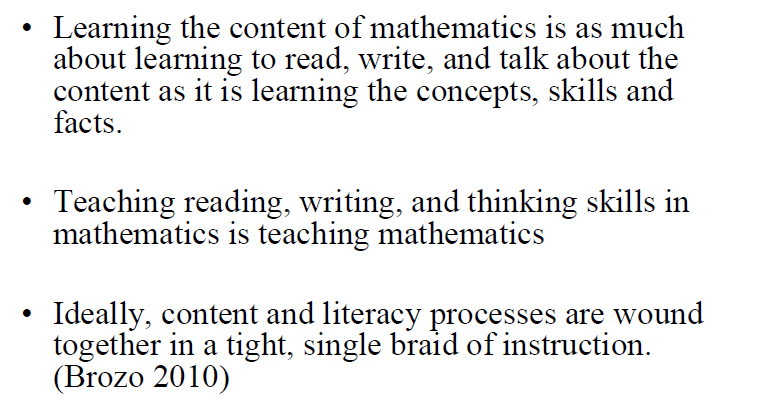 • Learning the content of mathematics is as much
about learning to read, write, and talk about the
content as it is learning the concepts, skills and
facts.
• Teaching reading, writing, and thinking skills in
mathematics is teaching mathematics
• Ideally, content and literacy processes are wound
together in a tight, single braid of instruction.
(Brozo 2010)